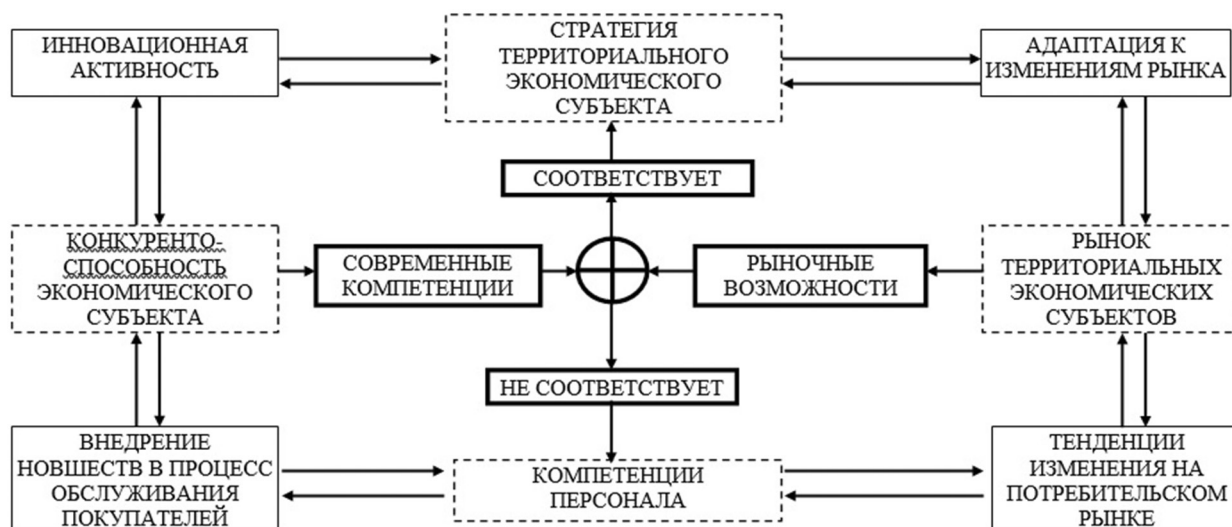 ИННОВАЦИОННАЯ
АКТИВНОСТЬ
СТРАТЕГИЯ
ТЕРРИТОРИАЛЬНОГО
ЭКОНОМИЧЕСКОГО
СУБЪЕКТА
АДАПТАЦИЯ К
ИЗМЕНЕНИЯМ РЫНКА
СООТВЕТСТВУЕТ
КОНКУРЕНТО-
СПОСОБНОСТЬ
ЭКОНОМИЧЕСКОГО
СУБЪЕКТА
СОВРЕМЕННЫЕ
КОМПЕТЕНЦИИ
РЫНОЧНЫЕ
ВОЗМОЖНОСТИ
РЫНОК
ТЕРРИТОРИАЛЬНЫХ
ЭКОНОМИЧЕСКИХ
СУБЪЕКТОВ
НЕ СООТВЕТСТВУЕТ
ВНЕДРЕНИЕ
НОВШЕСТВ В ПРОЦЕСС
ОБСЛУЖИВАНИЯ
ПОКУПАТЕЛЕЙ
КОМПЕТЕНЦИИ
ПЕРСОНАЛА
ТЕНДЕНЦИИ
ИЗМЕНЕНИЯ НА
ПОТРЕБИТЕЛЬСКОМ
РЫНКЕ